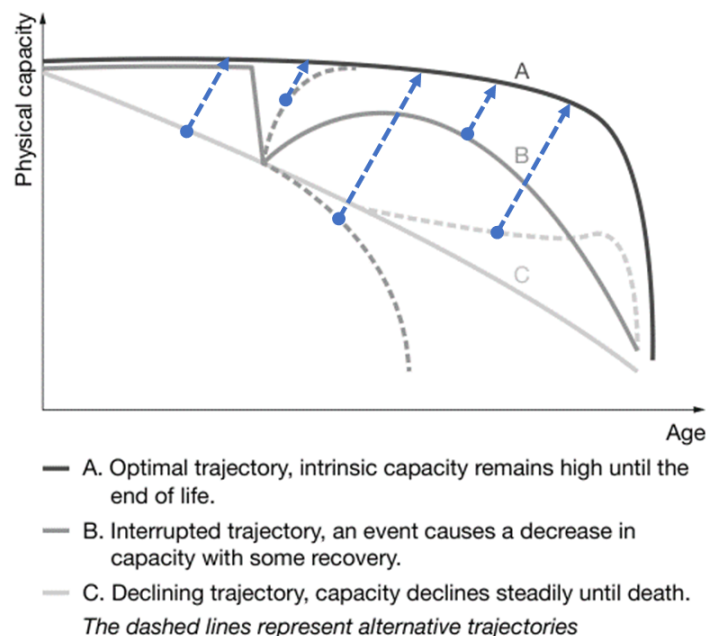 Physical capacity
A
B
C
Age
A. Optimal trajectory, intrinsic capacity remains high until the
end of life.
B. Interrupted trajectory, an event causes a decrease in
capacity with some recovery.
C. Declining trajectory, capacity declines steadily until death.
The dashed lines represent alternative trajectories